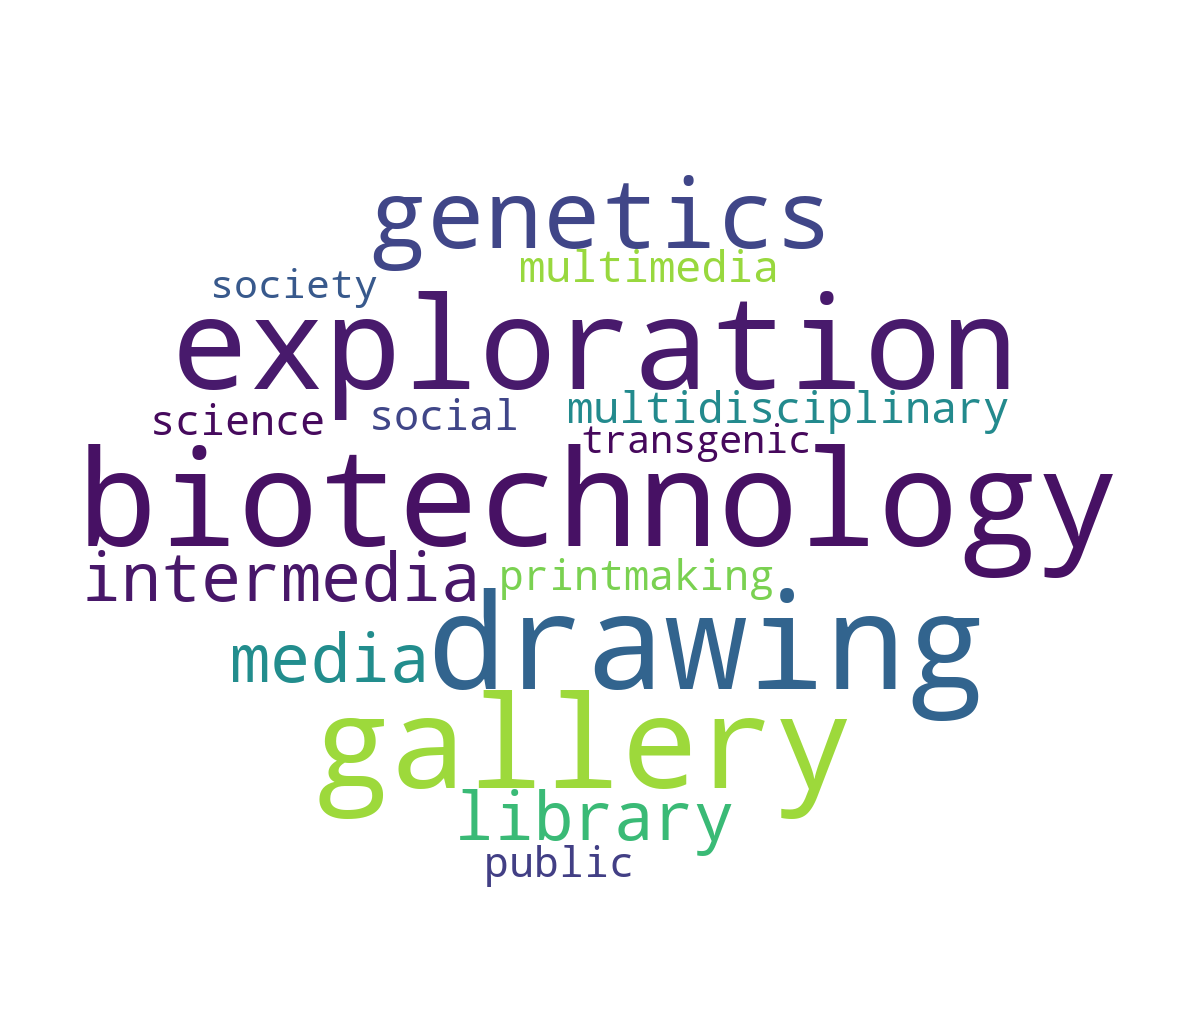 genetics
multimedia
society
exploration
science social multidisciplinary
transgenic
biotechnology
intermedia printmaking
drawing
media
gallery
library
public